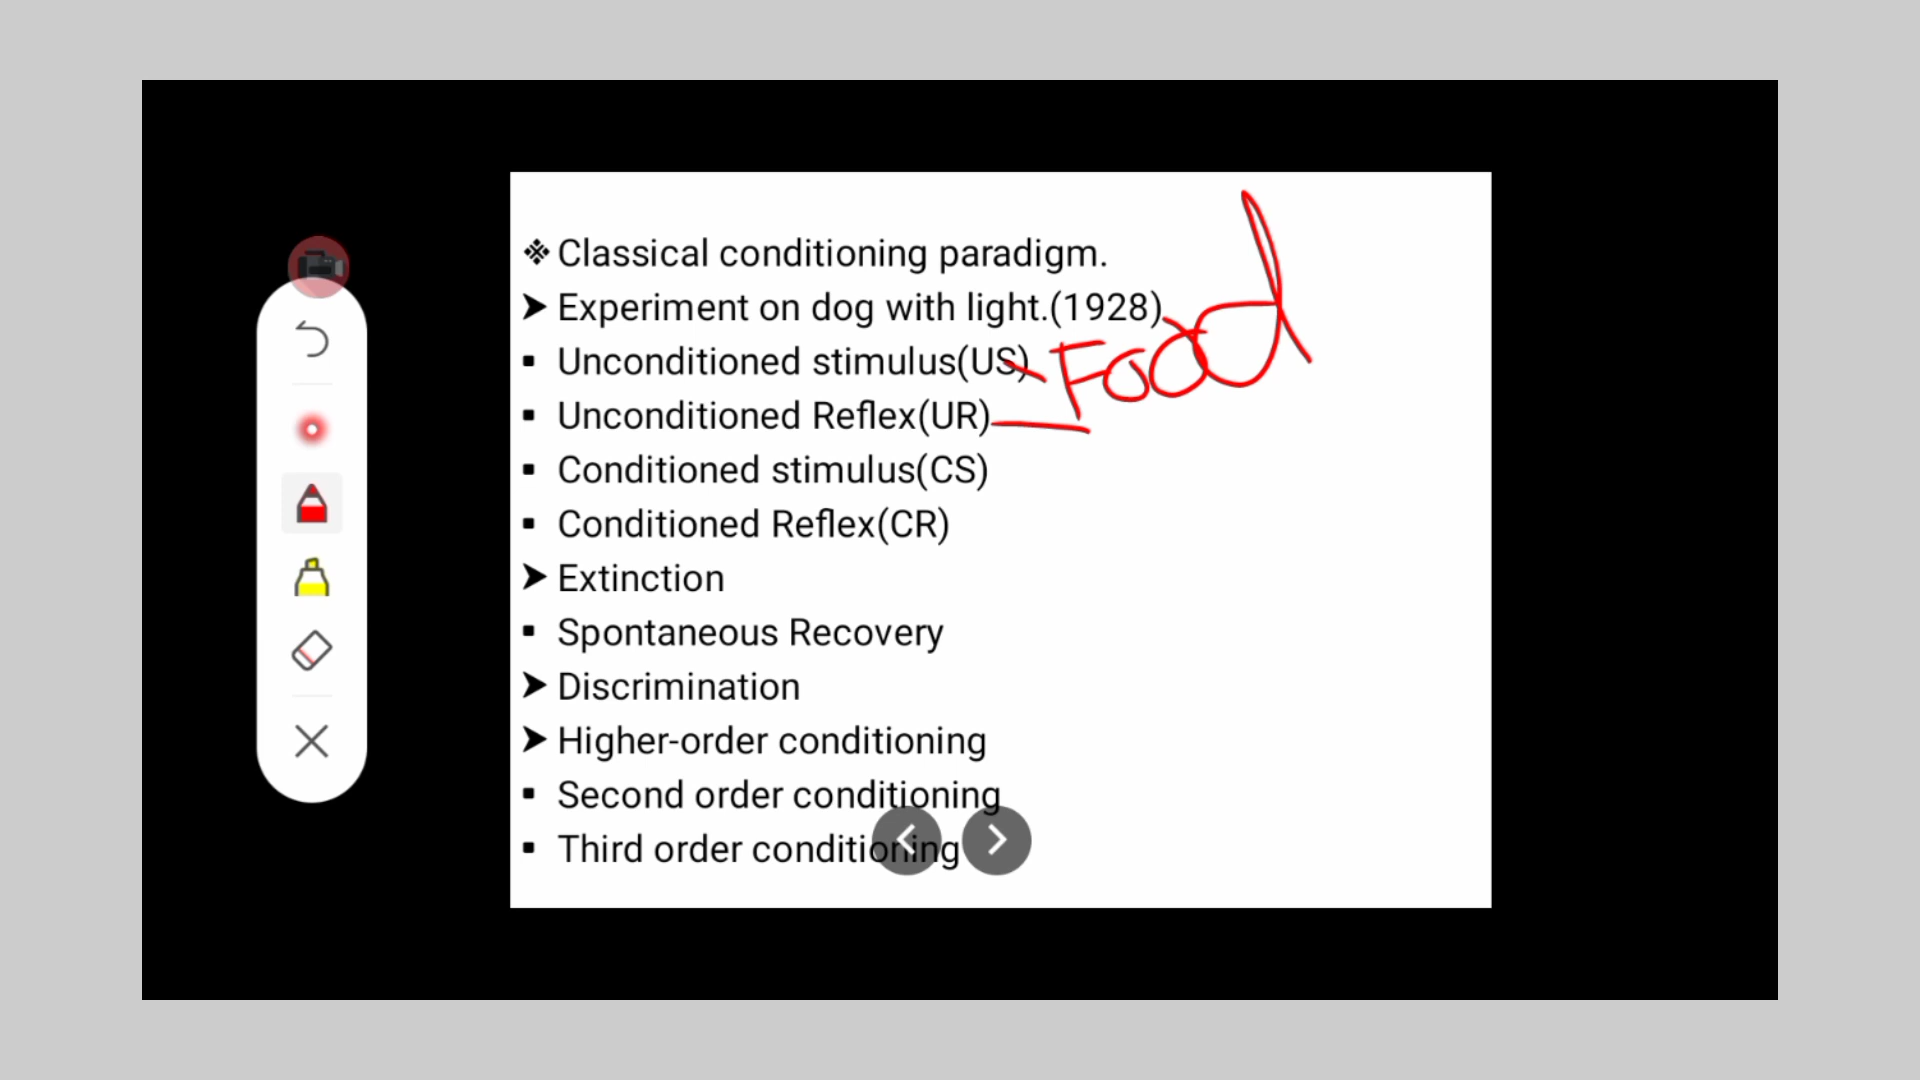 ❖ Classical conditioning paradigm.
➤ Experiment on dog with light.(1928)
▪ Unconditioned stimulus(US) - Food
▪ Unconditioned Reflex(UR) —
▪ Conditioned stimulus(CS)
▪ Conditioned Reflex(CR)
➤ Extinction
▪ Spontaneous Recovery
➤ Discrimination
➤ Higher-order conditioning
▪ Second order conditioning
▪ Third order conditioning